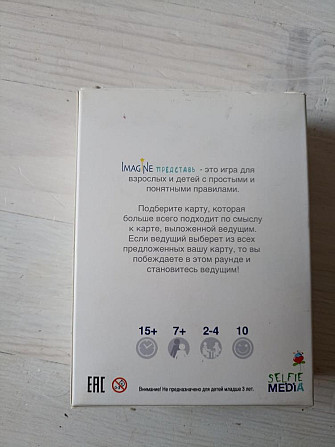 IMAGINE ПРЕДСТАВЬ - это игра для
взрослых и детей с простыми и
понятными правилами.
Подберите карту, которая
больше всего подходит по смыслу
к карте, выложенной ведущим.
Если ведущий выберет из всех
предложенных вашу карту, то вы
побеждаете в этом раунде и
становитесь ведущим!
15+ 7+ 2-4 10
SELFIE
MEDIA
EAC Внимание! Не предназначено для детей младше 3 лет.